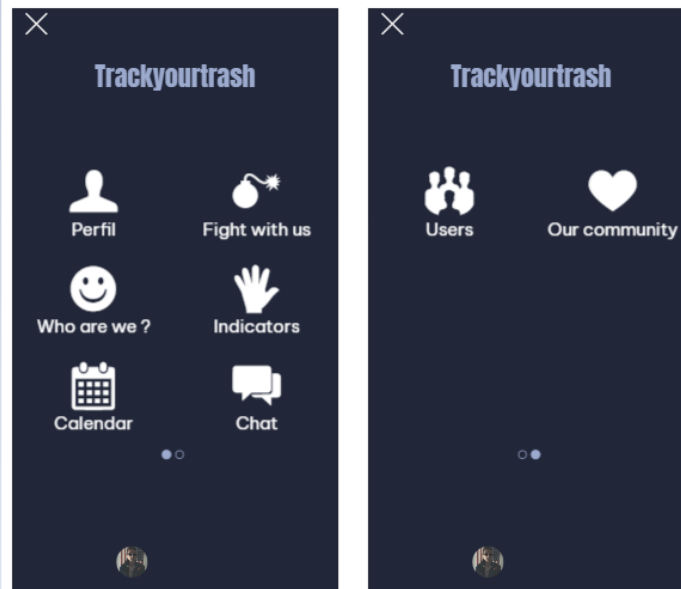 Trackyourtrash
Perfil
Fight with us
Who are we ?
Indicators
Calendar
Chat
Trackyourtrash
Users
Our community